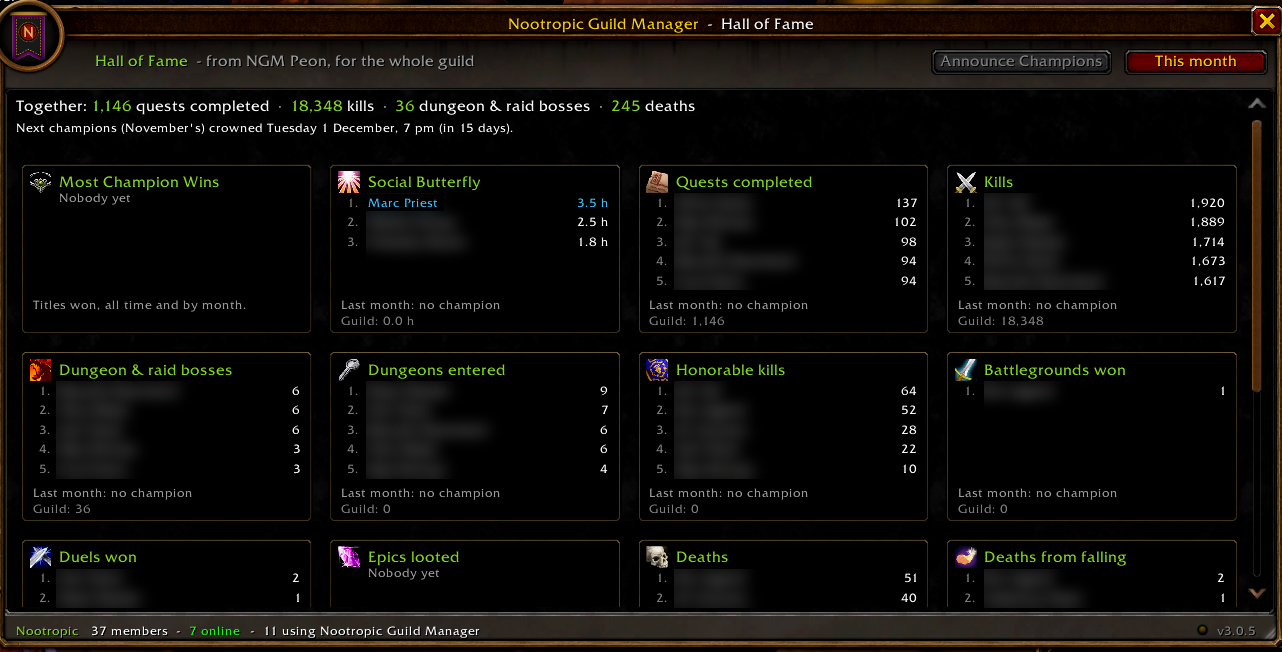 N
Nootropic Guild Manager - Hall of Fame
Hall of Fame - from NGM Peon, for the whole guild
Announce Champions
This month
Together: 1,146 quests completed · 18,348 kills · 36 dungeon & raid bosses · 245 deaths
Next champions (November's) crowned Tuesday 1 December, 7 pm (in 15 days).
Most Champion Wins
Nobody yet
Titles won, all time and by month.
Social Butterfly
1. Marc Priest 3.5 h
2. 2.5 h
3. 1.8 h
Last month: no champion
Guild: 0.0 h
Quests completed
1. 137
2. 102
3. 98
4. 94
5. 94
Last month: no champion
Guild: 1,146
Kills
1. 1,920
2. 1,889
3. 1,714
4. 1,673
5. 1,617
Last month: no champion
Guild: 18,348
Dungeon & raid bosses
1. 6
2. 6
3. 6
4. 3
5. 3
Last month: no champion
Guild: 36
Dungeons entered
1. 9
2. 7
3. 6
4. 6
5. 4
Last month: no champion
Guild: 0
Honorable kills
1. 64
2. 52
3. 28
4. 22
5. 10
Last month: no champion
Guild: 0
Battlegrounds won
1. 1
Last month: no champion
Guild: 0
Duels won
1. 2
2. 1
Epics looted
Nobody yet
Deaths
1. 51
2. 40
Deaths from falling
1. 2
2. 1
Nootropic 37 members - 7 online - 11 using Nootropic Guild Manager
v3.0.5